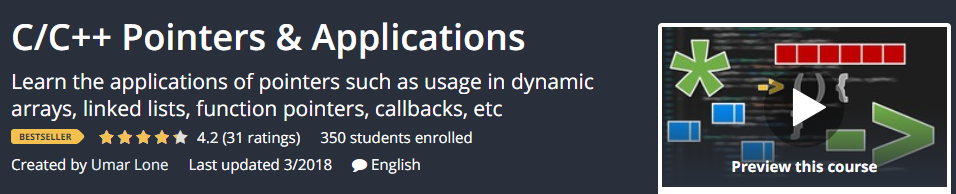 C/C++ Pointers & Applications
Learn the applications of pointers such as usage in dynamic
arrays, linked lists, function pointers, callbacks, etc
BESTSELLER 4.2 (31 ratings) 350 students enrolled
Created by Umar Lone Last updated 3/2018 English
( ) {
}
Preview this course